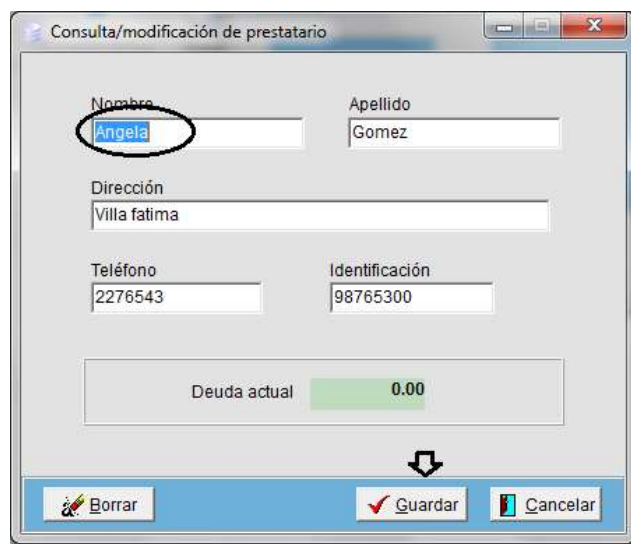 Consulta/modificación de prestatario
Nombre Apellido
Angela Gomez
Dirección
Villa fatima
Teléfono Identificación
2276543 98765300
Deuda actual 0.00
Borrar Guardar Cancelar